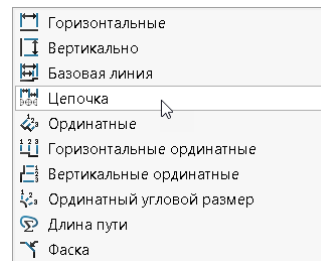 Горизонтальные
Вертикально
Базовая линия
Цепочка
Ординатные
Горизонтальные ординатные
Вертикальные ординатные
Ординатный угловой размер
Длина пути
Фаска